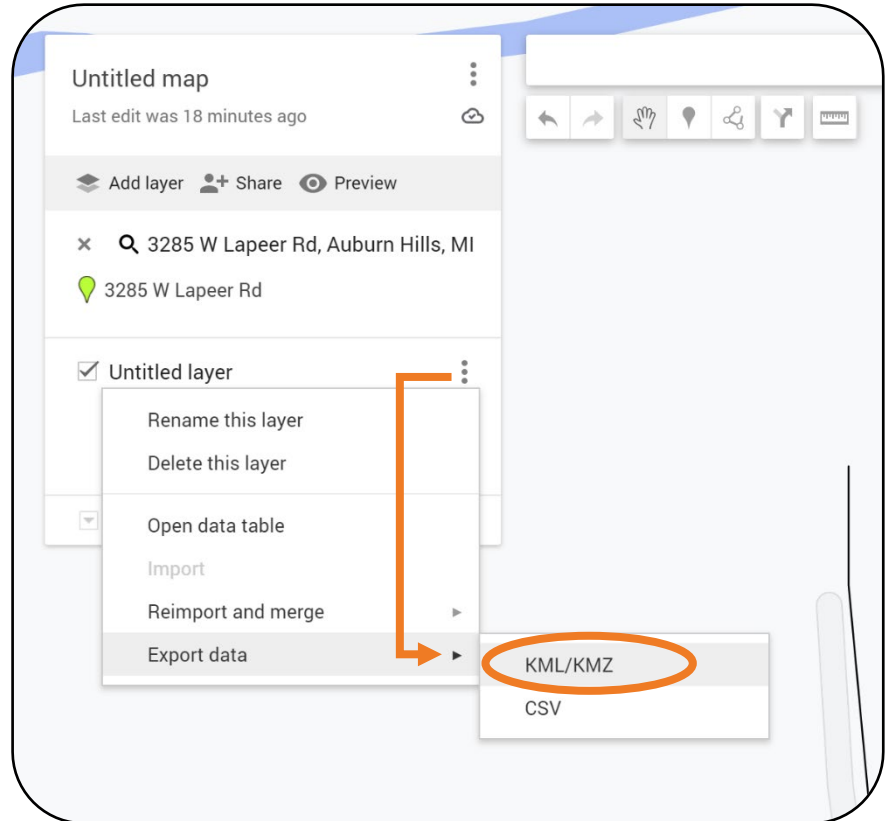 Untitled map
Last edit was 18 minutes ago
Add layer Share Preview
3285 W Lapeer Rd, Auburn Hills, MI
3285 W Lapeer Rd
Untitled layer
Rename this layer
Delete this layer
Open data table
Import
Reimport and merge
Export data
KML/KMZ
CSV